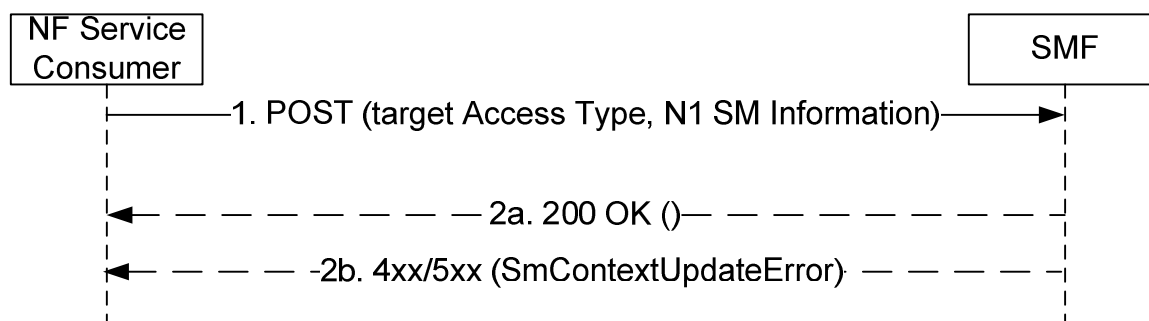 NF Service
Consumer
SMF
1. POST (target Access Type, N1 SM Information)
2a. 200 OK ()
2b. 4xx/5xx (SmContextUpdateError)